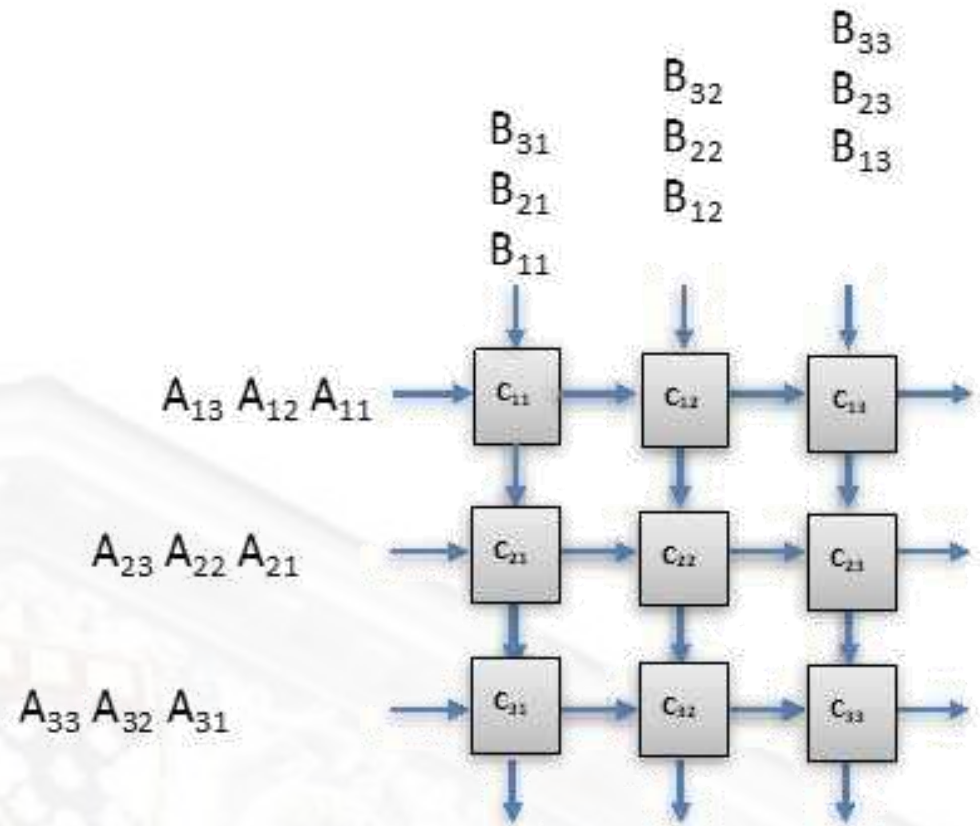 B₃₃
B₃₂ B₂₃
B₃₁ B₂₂ B₁₃
B₂₁ B₁₂
B₁₁
A₁₃ A₁₂ A₁₁ C₁₁ C₁₂ C₁₃
A₂₃ A₂₂ A₂₁ C₂₁ C₂₂ C₂₃
A₃₃ A₃₂ A₃₁ C₃₁ C₃₂ C₃₃